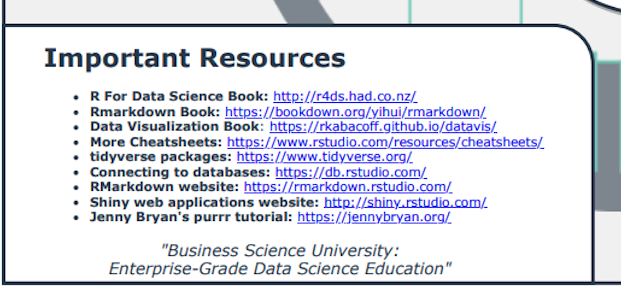 Important Resources
• R For Data Science Book: http://r4ds.had.co.nz/
• Rmarkdown Book: https://bookdown.org/yihui/rmarkdown/
• Data Visualization Book: https://rkabacoff.github.io/datavis/
• More Cheatsheets: https://www.rstudio.com/resources/cheatsheets/
• tidyverse packages: https://www.tidyverse.org/
• Connecting to databases: https://db.rstudio.com/
• RMarkdown website: https://rmarkdown.rstudio.com/
• Shiny web applications website: http://shiny.rstudio.com/
• Jenny Bryan's purrr tutorial: https://jennybryan.org/
"Business Science University:
Enterprise-Grade Data Science Education"